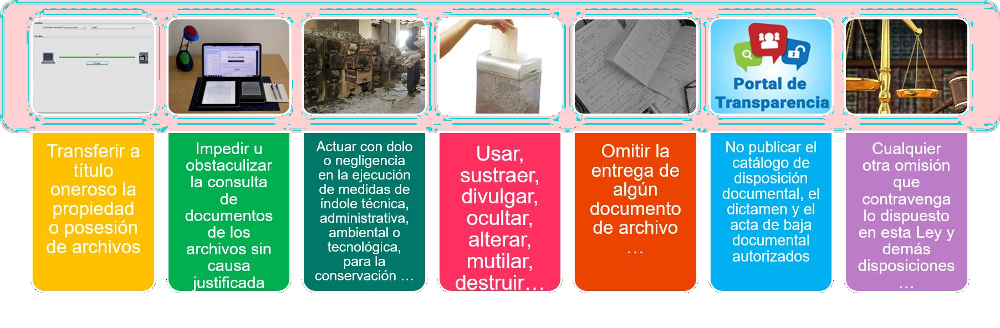 Portal de
Transparencia
Transferir a
título
oneroso la
propiedad
o posesión
de archivos
Impedir u
obstaculizar
la consulta
de
documentos
de los
archivos sin
causa
justificada
Actuar con dolo
o negligencia
en la ejecución
de medidas de
índole técnica,
administrativa,
ambiental o
tecnológica,
para la
conservación …
Usar,
sustraer,
divulgar,
ocultar,
alterar,
mutilar,
destruir…
Omitir la
entrega de
algún
documento
de archivo
…
No publicar el
catálogo de
disposición
documental, el
dictamen y el
acta de baja
documental
autorizados
Cualquier
otra omisión
que
contravenga
lo dispuesto
en esta Ley y
demás
disposiciones
…